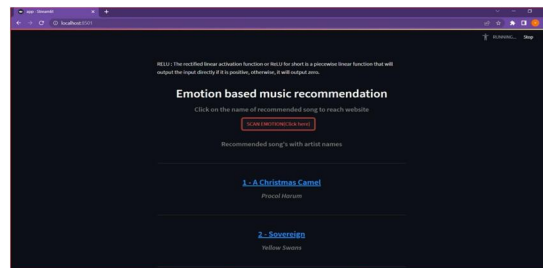 app · Streamlit
localhost:8501
RUNNING... Stop
RELU : The rectified linear activation function or ReLU for short is a piecewise linear function that will
output the input directly if it is positive, otherwise, it will output zero.
Emotion based music recommendation
Click on the name of recommended song to reach website
SCAN EMOTION(Click here)
Recommended song's with artist names
1 - A Christmas Camel
Procol Harum
2 - Sovereign
Yellow Swans